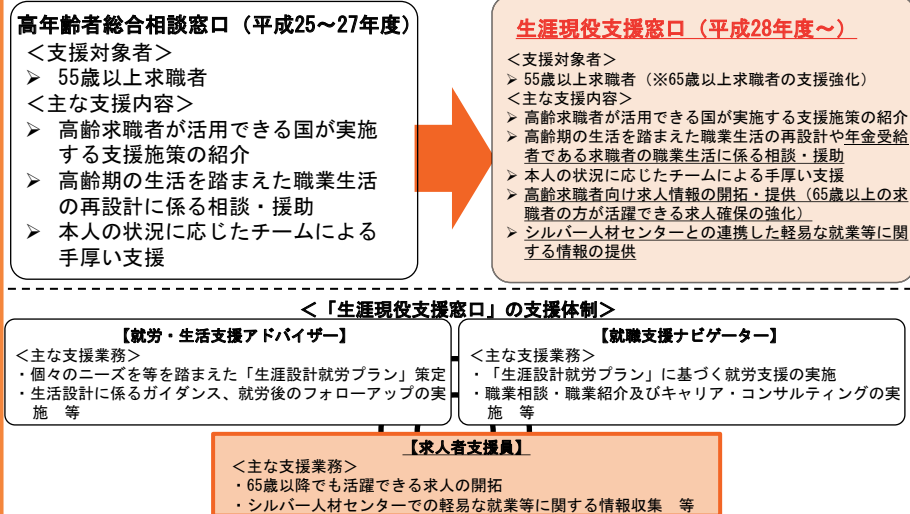 高年齢者総合相談窓口（平成25～27年度）
＜支援対象者＞
➢ 55歳以上求職者
＜主な支援内容＞
➢ 高齢求職者が活用できる国が実施
する支援施策の紹介
➢ 高齢期の生活を踏まえた職業生活
の再設計に係る相談・援助
➢ 本人の状況に応じたチームによる
手厚い支援
生涯現役支援窓口（平成28年度～）
＜支援対象者＞
➢ 55歳以上求職者（※65歳以上求職者の支援強化）
＜主な支援内容＞
➢ 高齢求職者が活用できる国が実施する支援施策の紹介
➢ 高齢期の生活を踏まえた職業生活の再設計や年金受給
者である求職者の職業生活に係る相談・援助
➢ 本人の状況に応じたチームによる手厚い支援
➢ 高齢求職者向け求人情報の開拓・提供（65歳以上の求
職者の方が活躍できる求人確保の強化）
➢ シルバー人材センターとの連携した軽易な就業等に関
する情報の提供
＜「生涯現役支援窓口」の支援体制＞
【就労・生活支援アドバイザー】
＜主な支援業務＞
・個々のニーズを等を踏まえた「生涯設計就労プラン」策定
・生活設計に係るガイダンス、就労後のフォローアップの実
施 等
【就職支援ナビゲーター】
＜主な支援業務＞
・「生涯設計就労プラン」に基づく就労支援の実施
・職業相談・職業紹介及びキャリア・コンサルティングの実
施 等
【求人者支援員】
＜主な支援業務＞
・65歳以降でも活躍できる求人の開拓
・シルバー人材センターでの軽易な就業等に関する情報収集 等